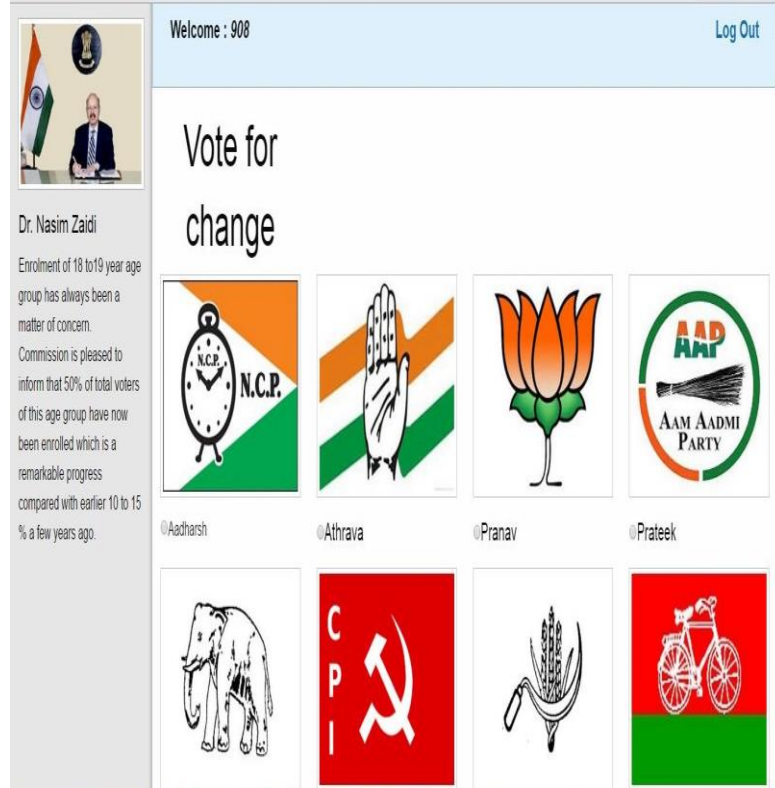 Welcome : 908
Log Out
Dr. Nasim Zaidi
Enrolment of 18 to19 year age
group has always been a
matter of concern.
Commission is pleased to
inform that 50% of total voters
of this age group have now
been enrolled which is a
remarkable progress
compared with earlier 10 to 15
% a few years ago.
Vote for
change
N.C.P.
N.C.P.
AAP
AAM AADMI
PARTY
Aadharsh
Athrava
Pranav
Prateek
C
P
I